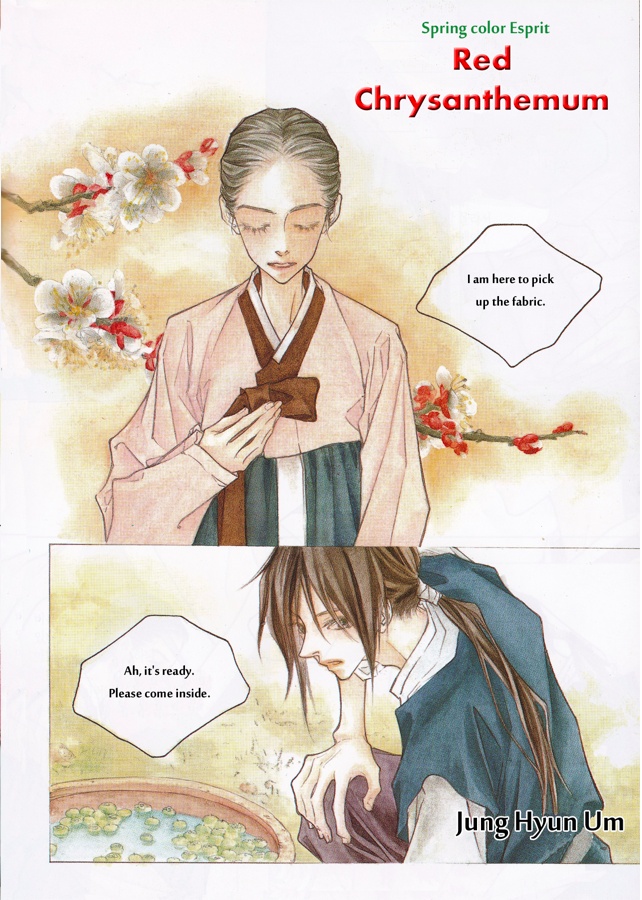 Spring color Esprit
Red
Chrysanthemum
I am here to pick
up the fabric.
Ah, it's ready.
Please come inside.
Jung Hyun Um